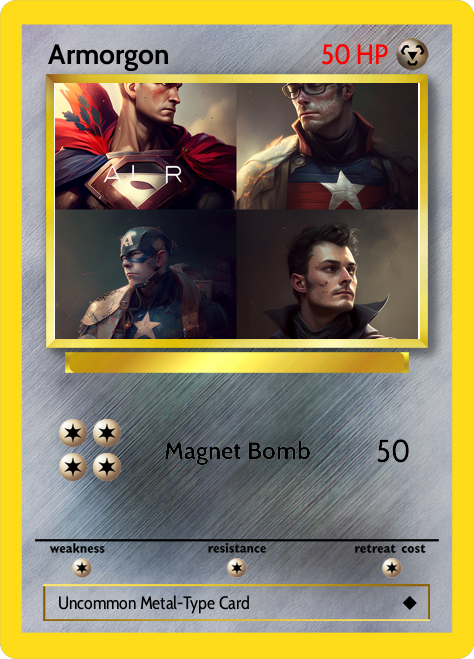 Armorgon
50 HP
A L R
A
Magnet Bomb
50
weakness
resistance
retreat cost
Uncommon Metal-Type Card